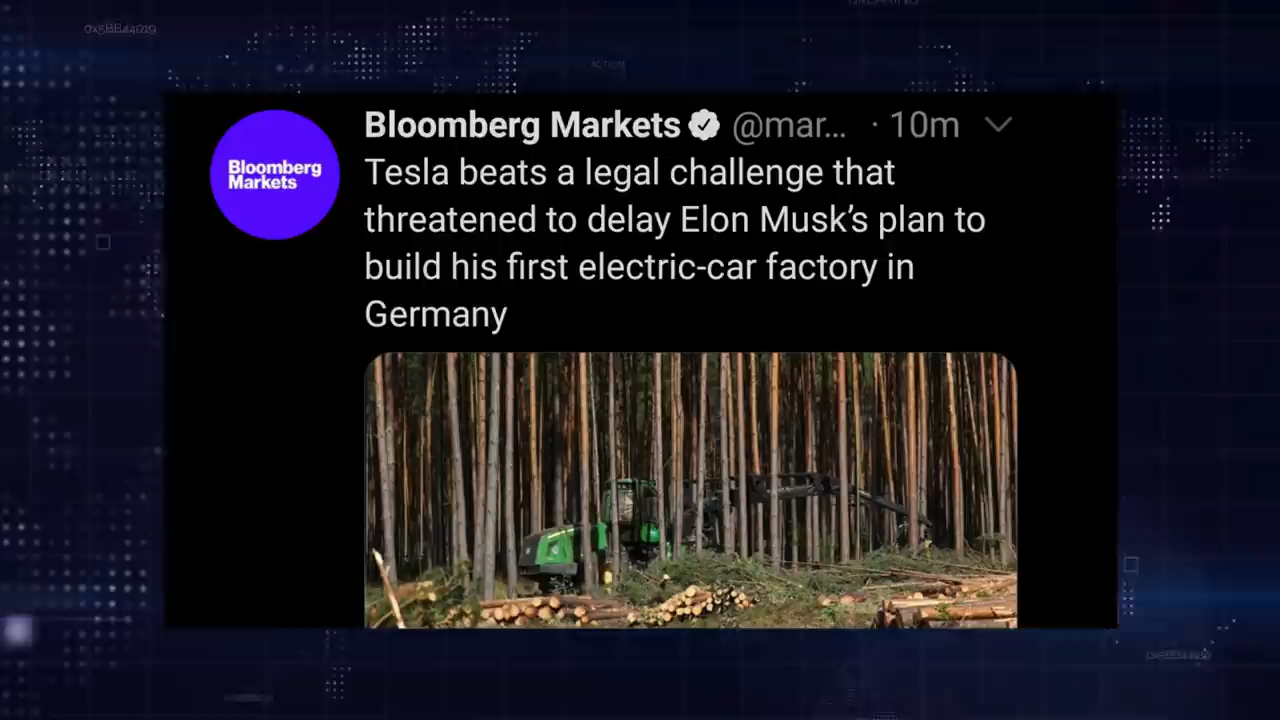 ACTION
Bloomberg Markets @mar... · 10m
Bloomberg
Markets
Tesla beats a legal challenge that
threatened to delay Elon Musk’s plan to
build his first electric-car factory in
Germany